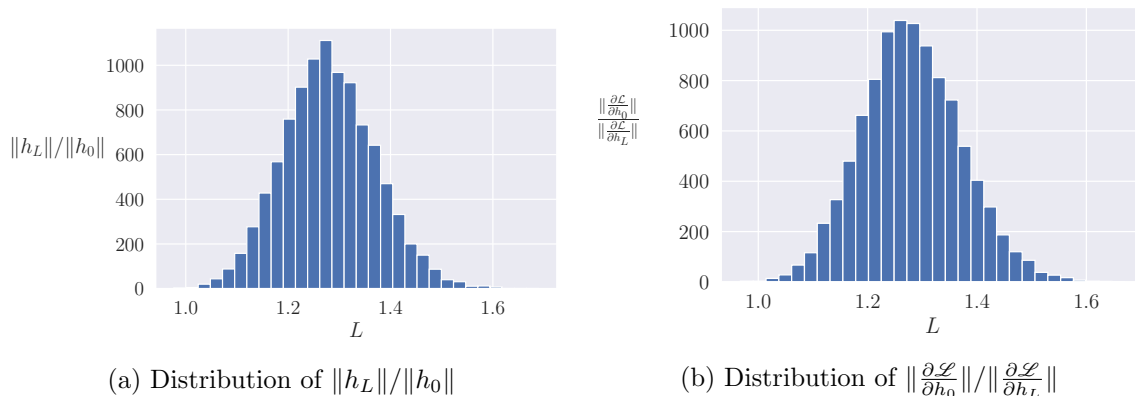 ‖h_L‖/‖h_0‖
1000
800
600
400
200
0
1.0 1.2 1.4 1.6
L
(a) Distribution of ‖h_L‖/‖h_0‖
‖∂ℒ/∂h_0‖
‖∂ℒ/∂h_L‖
1000
800
600
400
200
0
1.0 1.2 1.4 1.6
L
(b) Distribution of ‖∂ℒ/∂h_0‖/‖∂ℒ/∂h_L‖